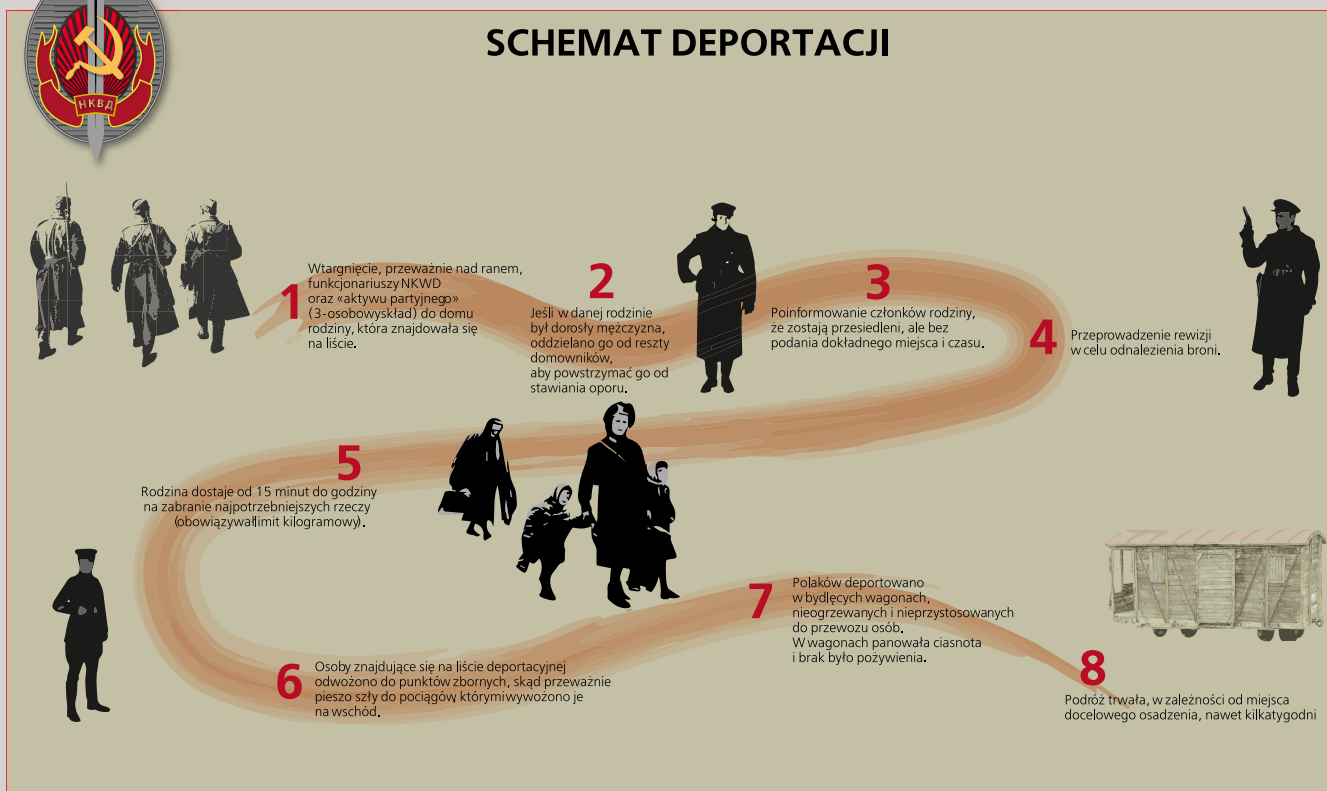 SCHEMAT DEPORTACJI
НКВД
1
Wtargnięcie, przeważnie nad ranem,
funkcjonariuszy NKWD
oraz «aktywu partyjnego»
(3-osobowyskład) do domu
rodziny, która znajdowała się
na liście.
2
Jeśli w danej rodzinie
był dorosły mężczyzna,
oddzielano go od reszty
domowników,
aby powstrzymać go od
stawiania oporu.
3
Poinformowanie członków rodziny,
że zostają przesiedleni, ale bez
podania dokładnego miejsca i czasu.
4
Przeprowadzenie rewizji
w celu odnalezienia broni.
5
Rodzina dostaje od 15 minut do godziny
na zabranie najpotrzebniejszych rzeczy
(obowiązywał limit kilogramowy).
6
Osoby znajdujące się na liście deportacyjnej
odwożono do punktów zbornych, skąd przeważnie
pieszo szły do pociągów, którymi wywożono je
na wschód.
7
Polaków deportowano
w bydlęcych wagonach,
nieogrzewanych i nieprzystosowanych
do przewozu osób.
W wagonach panowała ciasnota
i brak było pożywienia.
8
Podróż trwała, w zależności od miejsca
docelowego osadzenia, nawet kilkatygodni